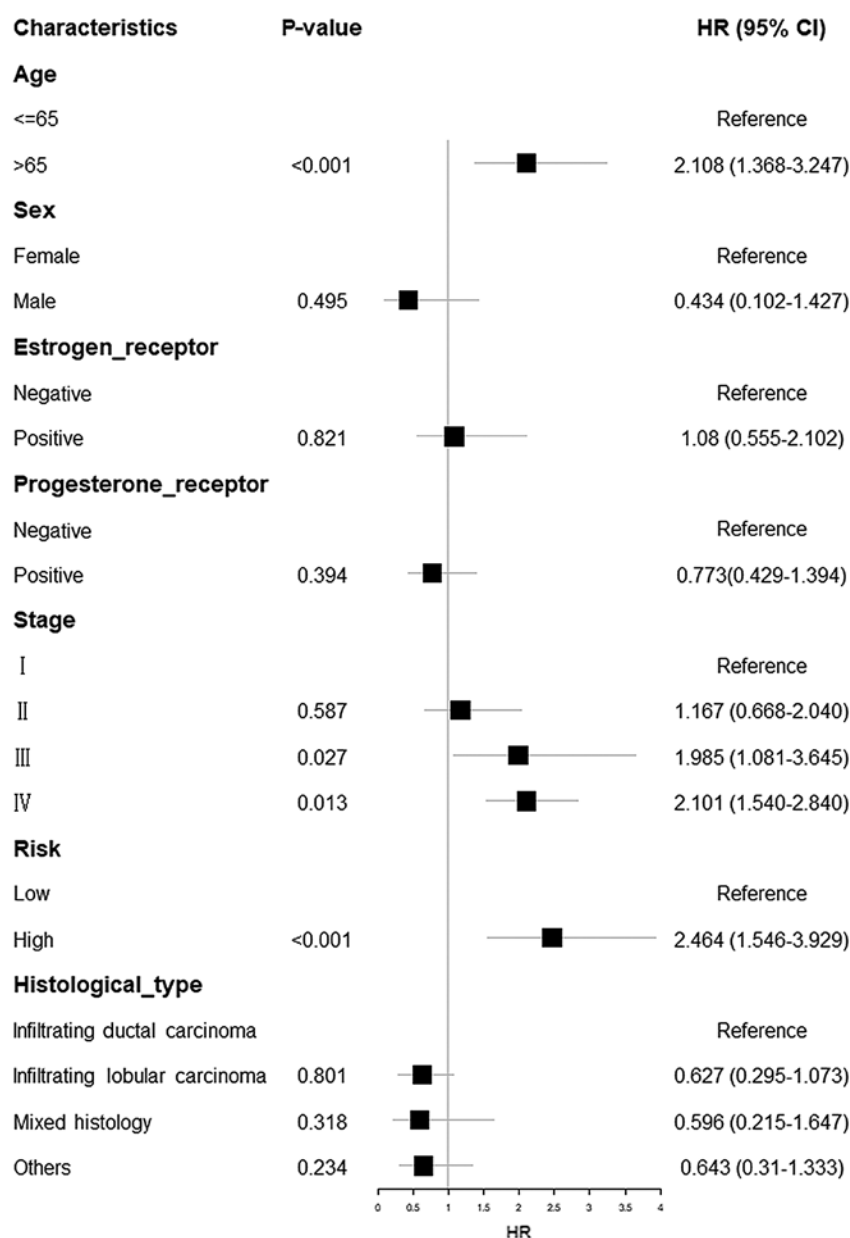 Characteristics P-value HR (95% CI)
Age
<=65 Reference
>65 <0.001 2.108 (1.368-3.247)
Sex
Female Reference
Male 0.495 0.434 (0.102-1.427)
Estrogen_receptor
Negative Reference
Positive 0.821 1.08 (0.555-2.102)
Progesterone_receptor
Negative Reference
Positive 0.394 0.773(0.429-1.394)
Stage
Ⅰ Reference
Ⅱ 0.587 1.167 (0.668-2.040)
Ⅲ 0.027 1.985 (1.081-3.645)
Ⅳ 0.013 2.101 (1.540-2.840)
Risk
Low Reference
High <0.001 2.464 (1.546-3.929)
Histological_type
Infiltrating ductal carcinoma Reference
Infiltrating lobular carcinoma 0.801 0.627 (0.295-1.073)
Mixed histology 0.318 0.596 (0.215-1.647)
Others 0.234 0.643 (0.31-1.333)
0 0.5 1 1.5 2 2.5 3 3.5 4
HR